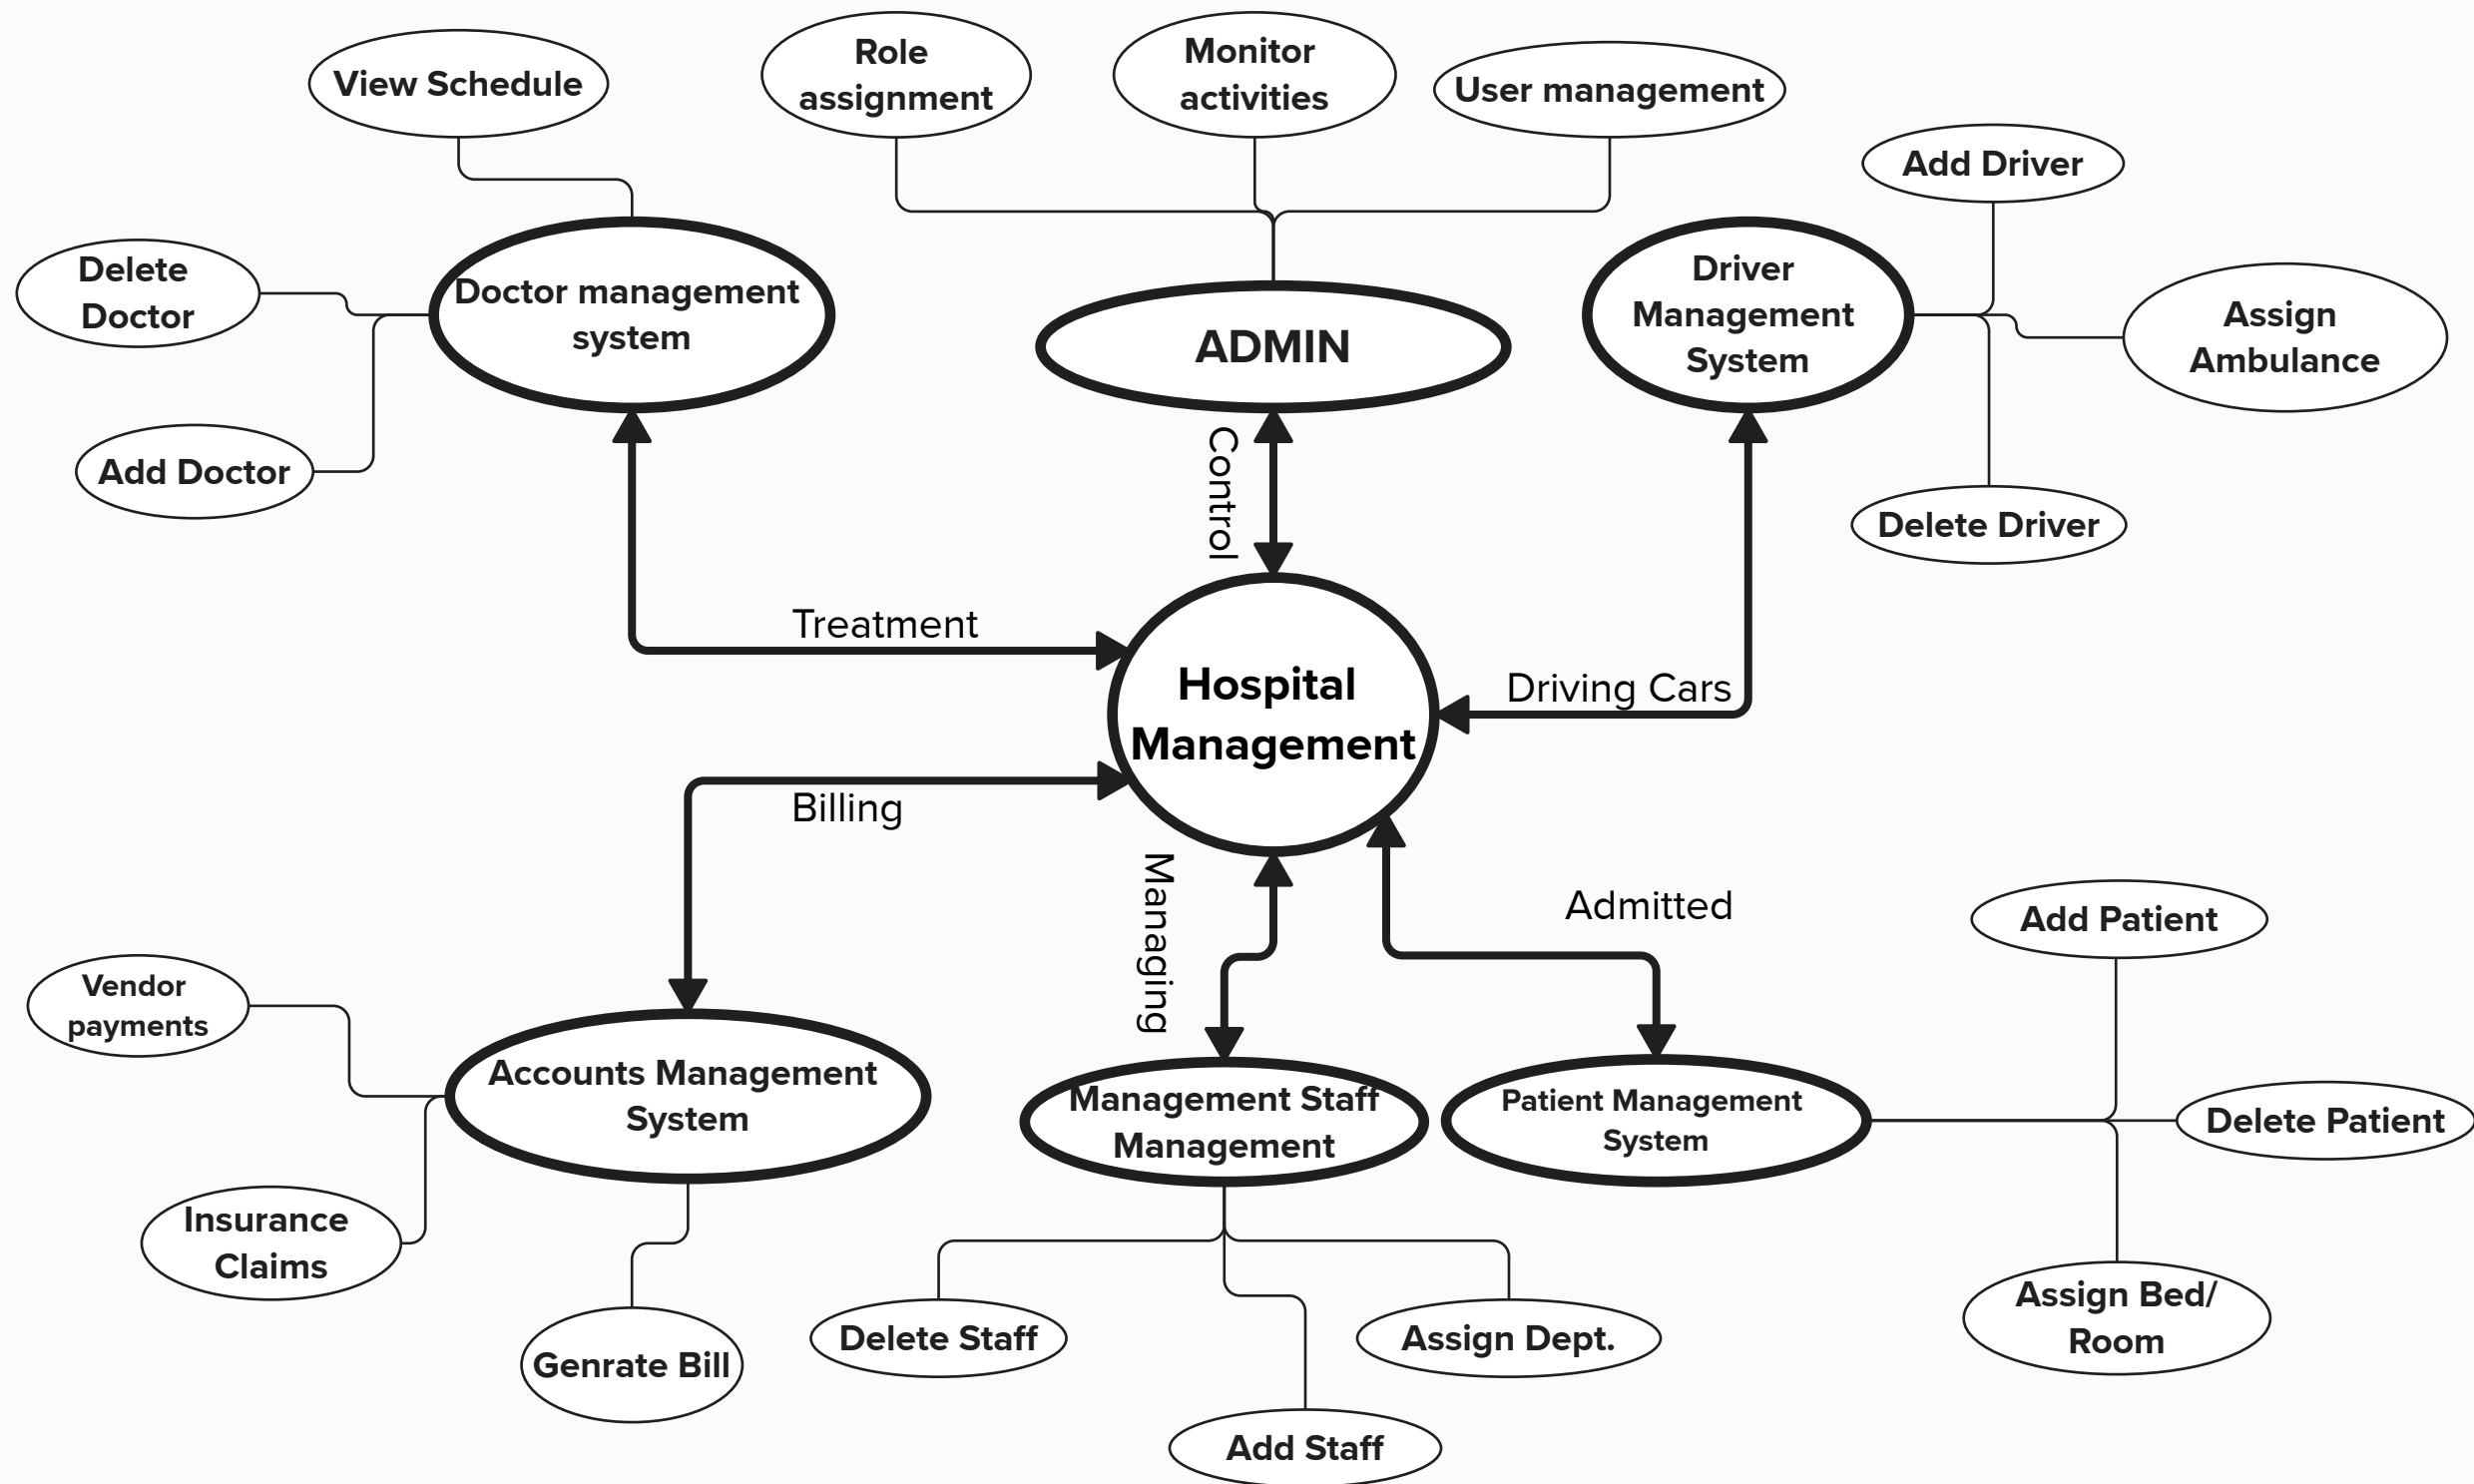 Role
assignment
Monitor
activities
User management
View Schedule
Add Driver
Delete
Doctor
Doctor management
system
ADMIN
Driver
Management
System
Assign
Ambulance
Add Doctor
Control
Delete Driver
Treatment
Hospital
Management
Driving Cars
Billing
Managing
Admitted
Add Patient
Vendor
payments
Accounts Management
System
Management Staff
Management
Patient Management
System
Delete Patient
Insurance
Claims
Genrate Bill
Delete Staff
Assign Dept.
Assign Bed/
Room
Add Staff